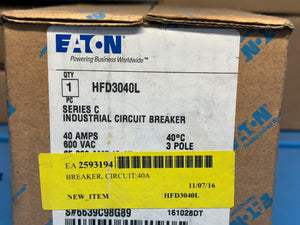 EATON
Powering Business Worldwide
QTY
1 HFD3040L
PC
SERIES C
INDUSTRIAL CIRCUIT BREAKER
40 AMPS 40°C
600 VAC 3 POLE
EA 2593194
BREAKER, CIRCUIT;40A
11/07/16
NEW_ITEM HFD3040L
S#6639C98G89 161028DT